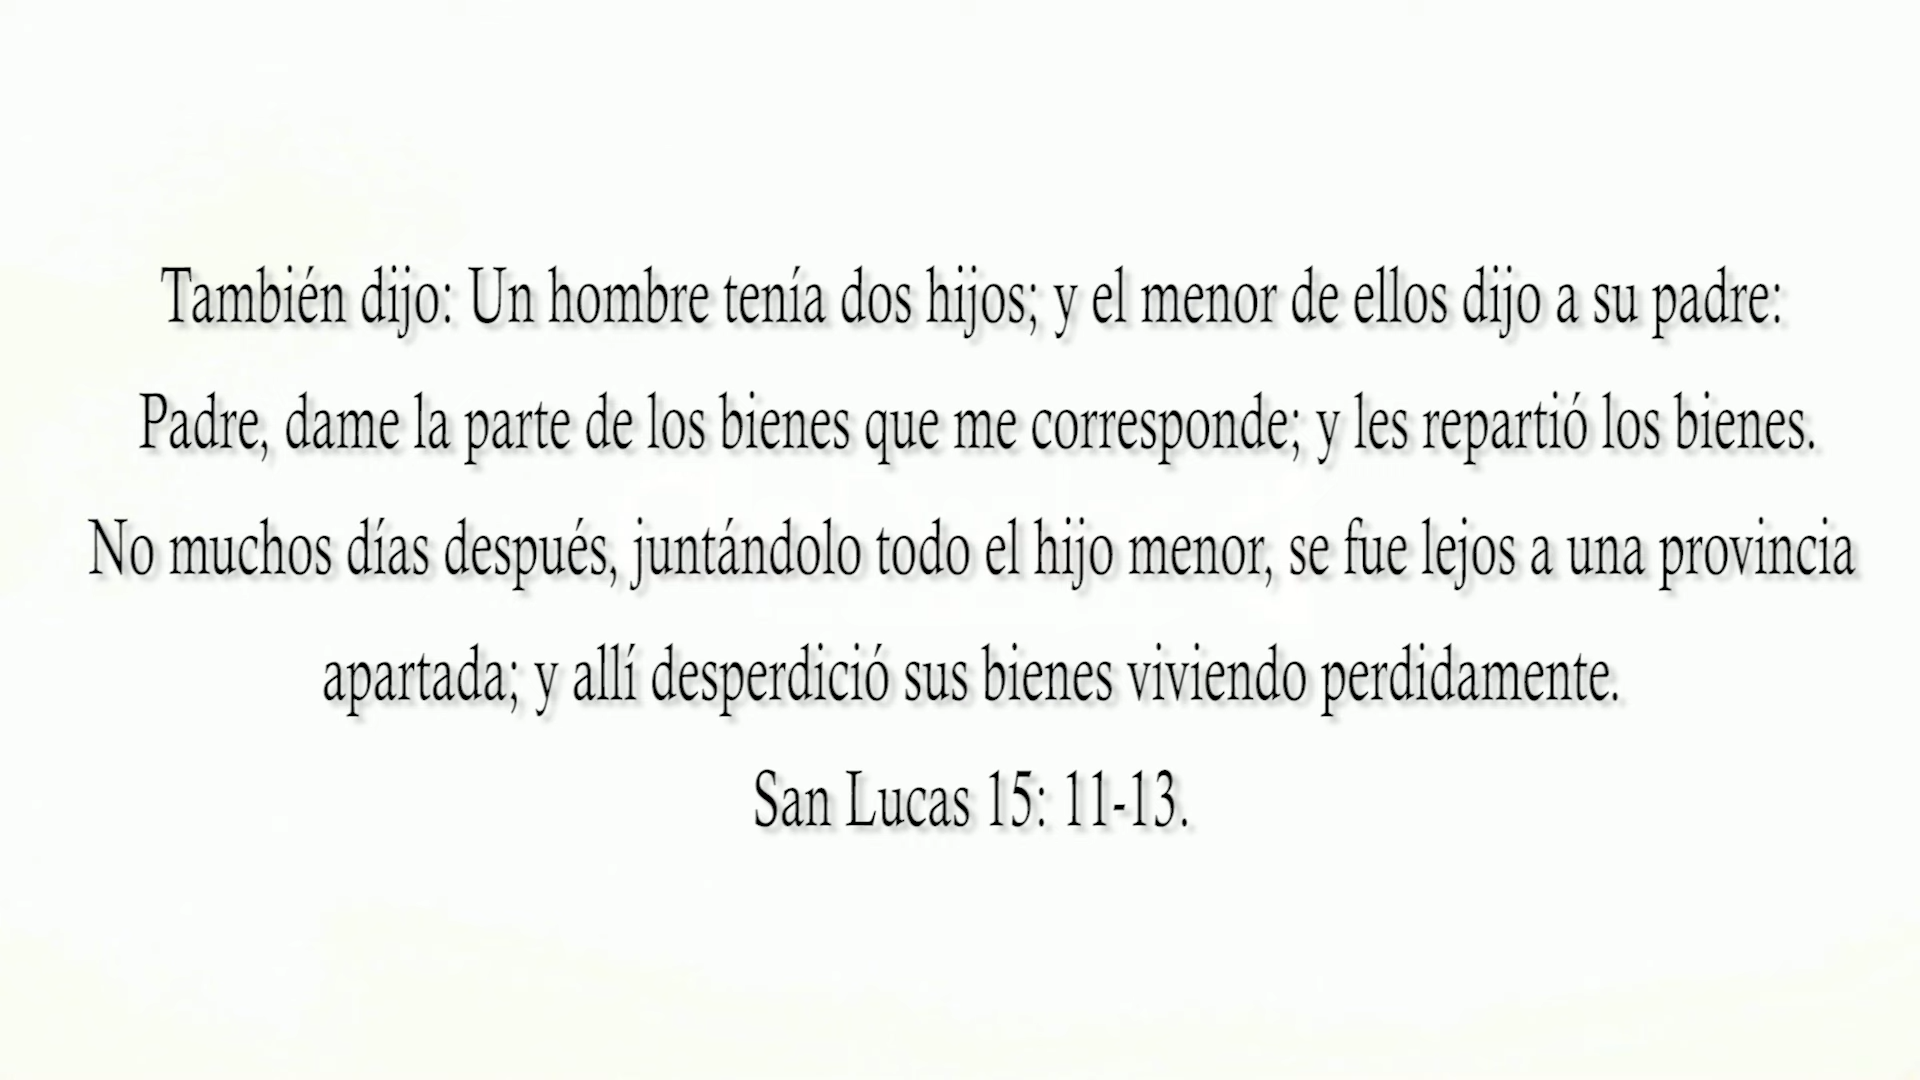 También dijo: Un hombre tenía dos hijos; y el menor de ellos dijo a su padre:
Padre, dame la parte de los bienes que me corresponde; y les repartió los bienes.
No muchos días después, juntándolo todo el hijo menor, se fue lejos a una provincia
apartada; y allí desperdició sus bienes viviendo perdidamente.
San Lucas 15: 11-13.